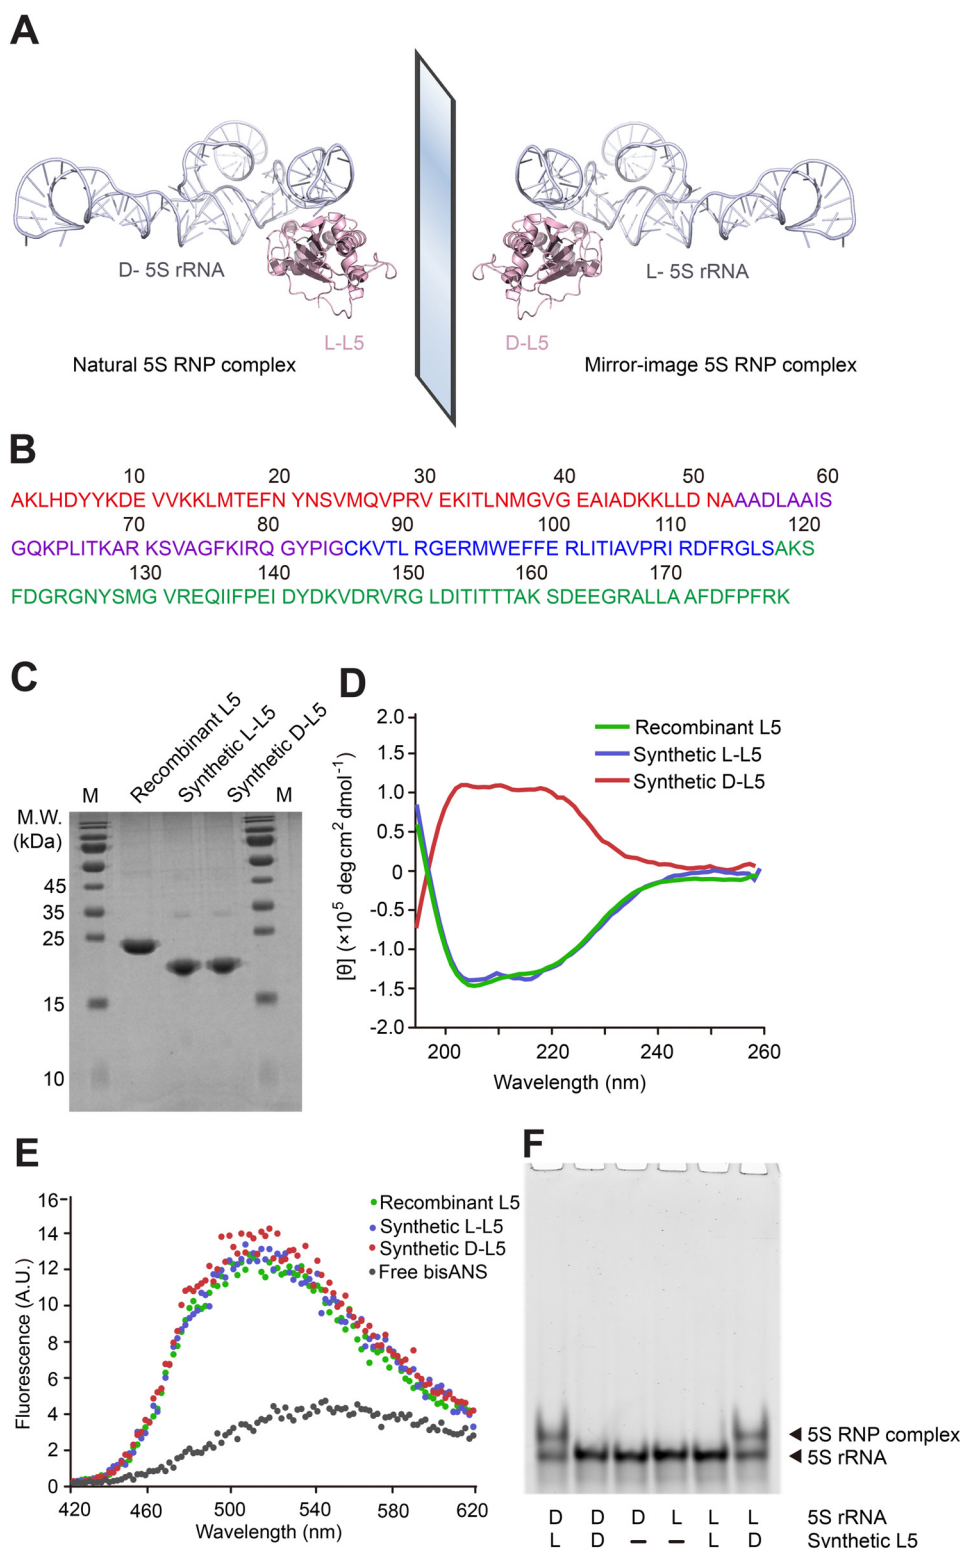 A
D- 5S rRNA
L- 5S rRNA
L-L5
D-L5
Natural 5S RNP complex
Mirror-image 5S RNP complex
B
10 20 30 40 50 60
AKLHDYYKDE VVKKLMTEFN YNSVMQVPRV EKITLNMGVG EAIADKKLLD NAAADLAAIS
70 80 90 100 110 120
GQKPLITKAR KSVAGFKIRQ GYPIGCKVTL RGERMWEFFE RLITIAVPRI RDFRGLSAKS
130 140 150 160 170
FDGRGNYSMG VREQIIFPEI DYDKVDRVRG LDITITTTAK SDEEGRALLA AFDFPFRK
C
Recombinant L5
Synthetic L-L5
Synthetic D-L5
M
M
M.W.
(kDa)
45
35
25
15
10
D
2.0
1.5
1.0
0.5
0
-0.5
-1.0
-1.5
-2.0
[θ] (×10⁵ deg cm² dmol⁻¹)
Recombinant L5
Synthetic L-L5
Synthetic D-L5
200 220 240 260
Wavelength (nm)
E
16
14
12
10
8
6
4
2
0
Fluorescence (A.U.)
Recombinant L5
Synthetic L-L5
Synthetic D-L5
Free bisANS
420 460 500 540 580 620
Wavelength (nm)
F
5S RNP complex
5S rRNA
D D D L L L 5S rRNA
L D – – L D Synthetic L5